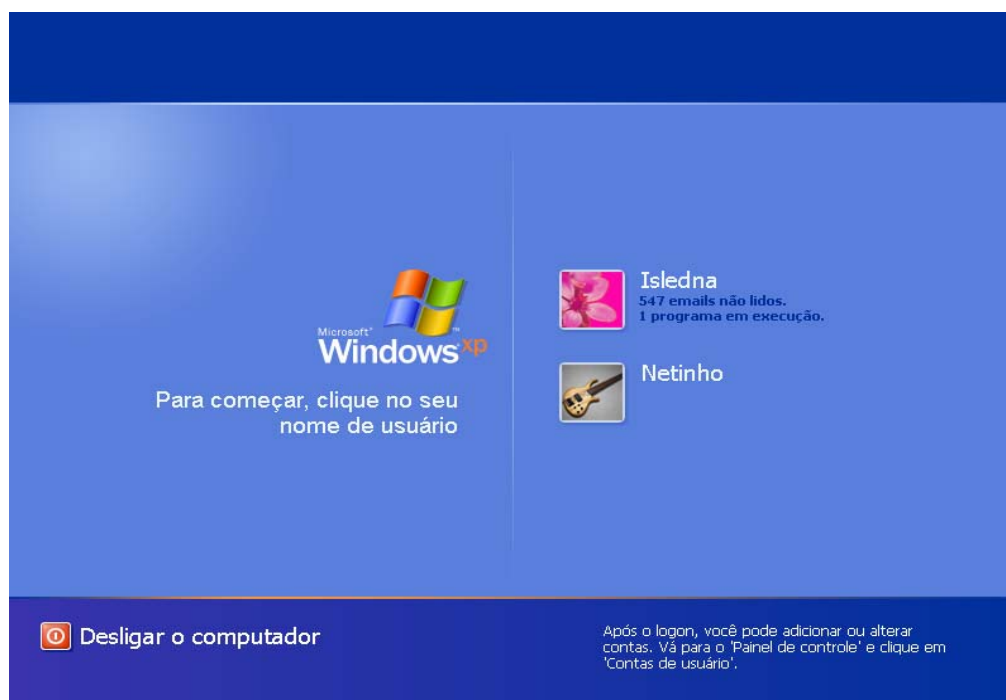 Microsoft®
Windows xp™
Para começar, clique no seu
nome de usuário
Isledna
547 emails não lidos.
1 programa em execução.
Netinho
Desligar o computador
Após o logon, você pode adicionar ou alterar
contas. Vá para o 'Painel de controle' e clique em
'Contas de usuário'.